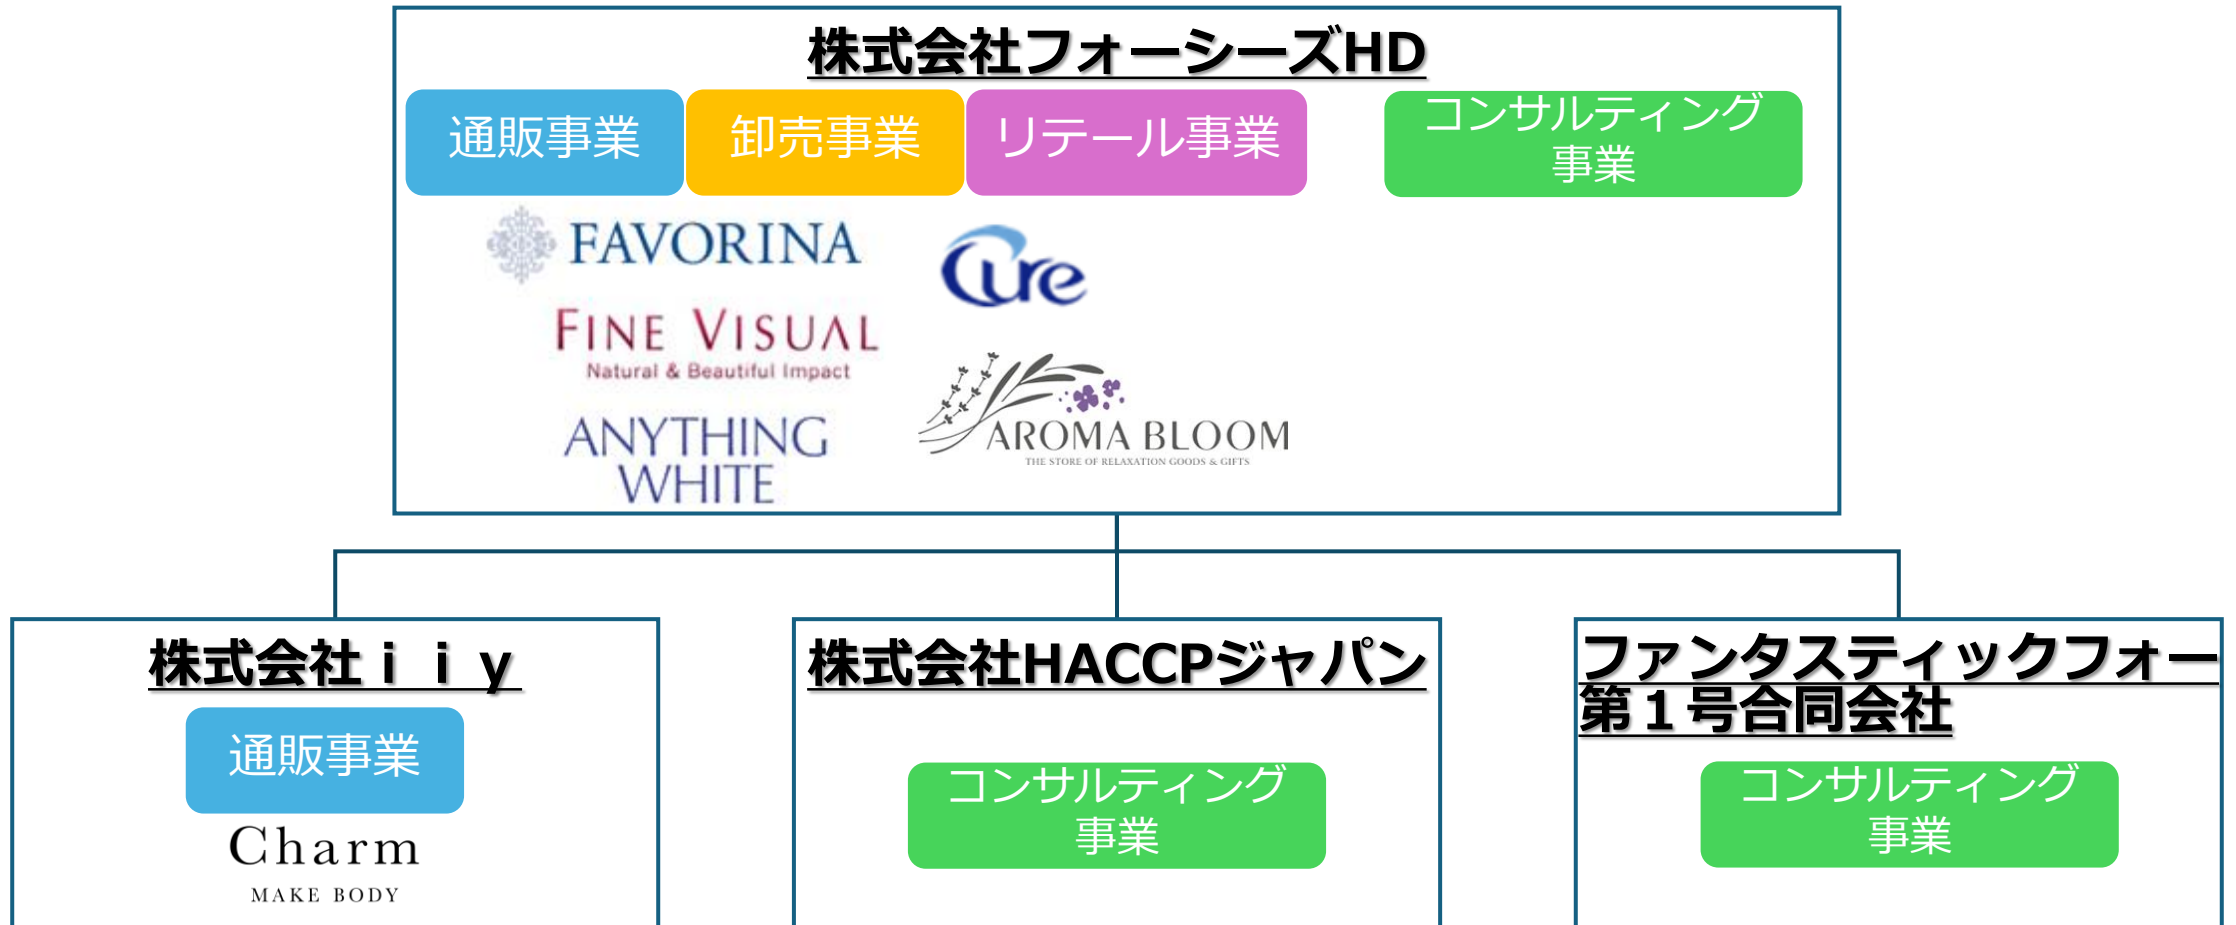 株式会社フォーシーズHD
通販事業
卸売事業
リテール事業
コンサルティング
事業
FAVORINA
Cure
FINE VISUAL
Natural & Beautiful Impact
ANYTHING
WHITE
AROMA BLOOM
THE STORE OF RELAXATION GOODS & GIFTS
株式会社ｉｉｙ
通販事業
Charm
MAKE BODY
株式会社HACCPジャパン
コンサルティング
事業
ファンタスティックフォー
第１号合同会社
コンサルティング
事業